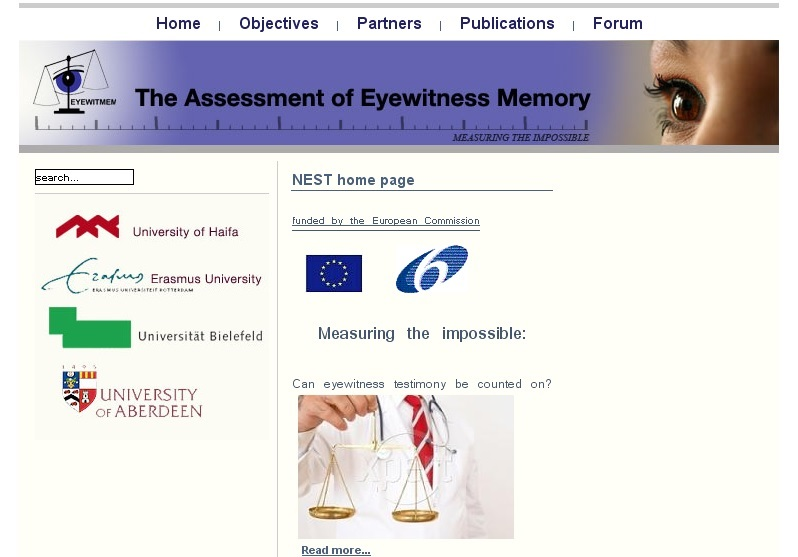 Home | Objectives | Partners | Publications | Forum
EYEWITMEM
The Assessment of Eyewitness Memory
MEASURING THE IMPOSSIBLE
search...
University of Haifa
Erasmus Erasmus University
ERASMUS UNIVERSITEIT ROTTERDAM
Universität Bielefeld
1495
UNIVERSITY
OF ABERDEEN
NEST home page
funded by the European Commission
6
Measuring the impossible:
Can eyewitness testimony be counted on?
Read more...